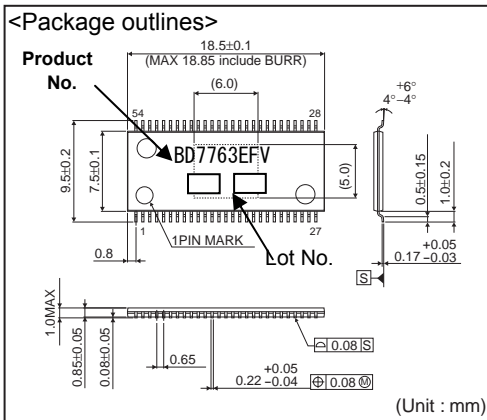 <Package outlines>
18.5±0.1
(MAX 18.85 include BURR)
Product
No.
(6.0)
54
28
+6°
4°−4°
9.5±0.2
7.5±0.1
BD7763EFV
(5.0)
0.5±0.15
1.0±0.2
1
1PIN MARK
27
0.8
Lot No.
+0.05
0.17 −0.03
S
1.0MAX
0.85±0.05
0.08±0.05
0.65
0.08 S
+0.05
0.22 −0.04
⌖ 0.08 Ⓜ
(Unit : mm)